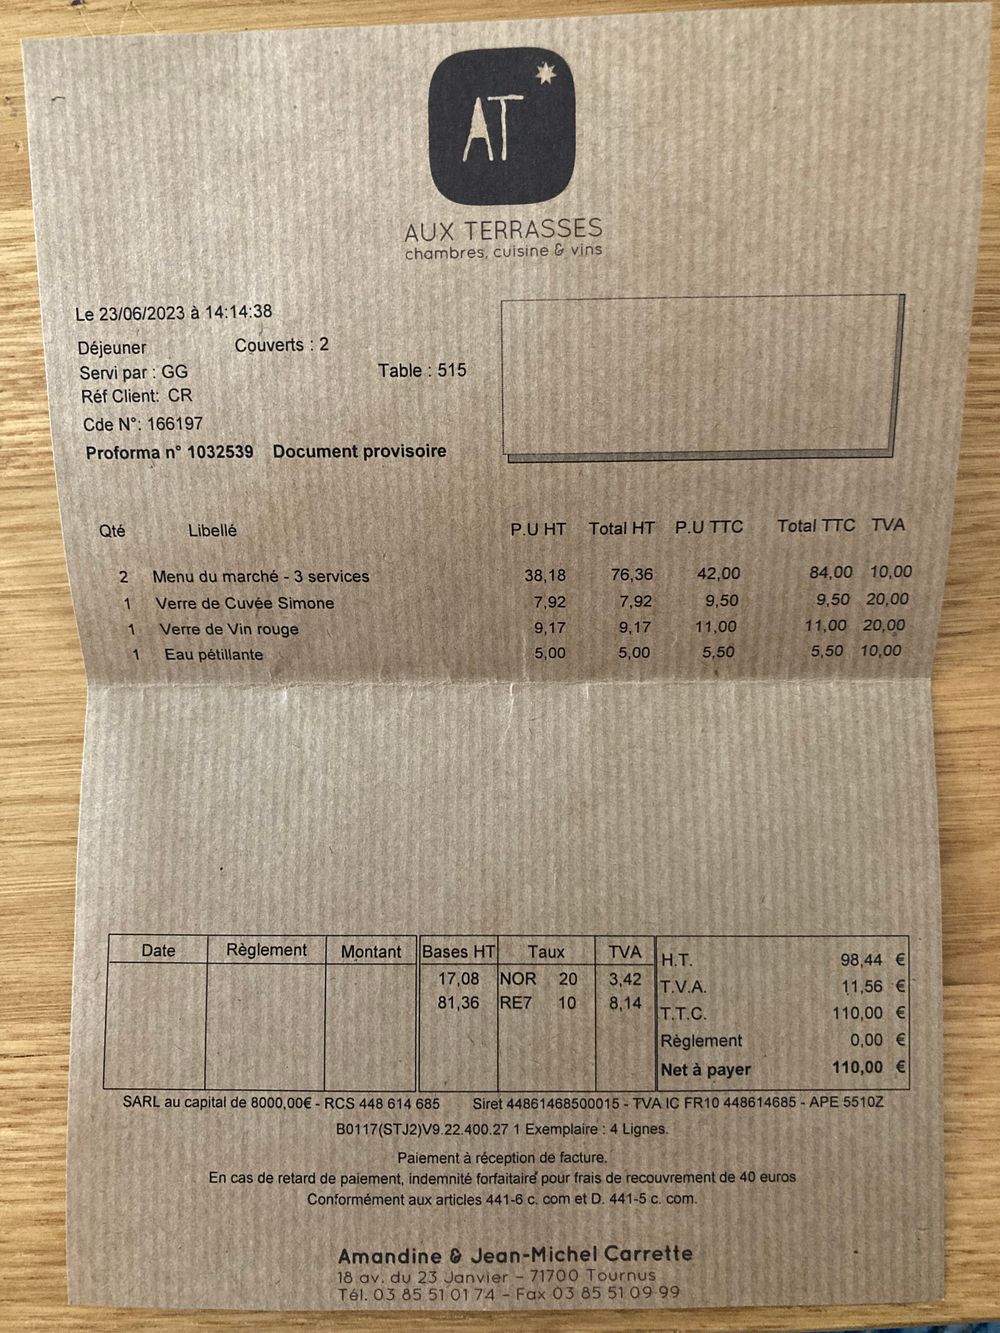 AT
AUX TERRASSES
chambres, cuisine & vins
Le 23/06/2023 à 14:14:38
Déjeuner Couverts : 2
Servi par : GG Table : 515
Réf Client: CR
Cde N°: 166197
Proforma n° 1032539 Document provisoire
Qté Libellé P.U HT Total HT P.U TTC Total TTC TVA
2 Menu du marché - 3 services 38,18 76,36 42,00 84,00 10,00
1 Verre de Cuvée Simone 7,92 7,92 9,50 9,50 20,00
1 Verre de Vin rouge 9,17 9,17 11,00 11,00 20,00
1 Eau pétillante 5,00 5,00 5,50 5,50 10,00
Date Règlement Montant Bases HT Taux TVA H.T. 98,44 €
17,08 NOR 20 3,42 T.V.A. 11,56 €
81,36 RE7 10 8,14 T.T.C. 110,00 €
Règlement 0,00 €
Net à payer 110,00 €
SARL au capital de 8000,00€ - RCS 448 614 685 Siret 44861468500015 - TVA IC FR10 448614685 - APE 5510Z
B0117(STJ2)V9.22.400.27 1 Exemplaire : 4 Lignes.
Paiement à réception de facture.
En cas de retard de paiement, indemnité forfaitaire pour frais de recouvrement de 40 euros
Conformément aux articles 441-6 c. com et D. 441-5 c. com.
Amandine & Jean-Michel Carrette
18 av. du 23 Janvier - 71700 Tournus
Tél. 03 85 51 01 74 - Fax 03 85 51 09 99